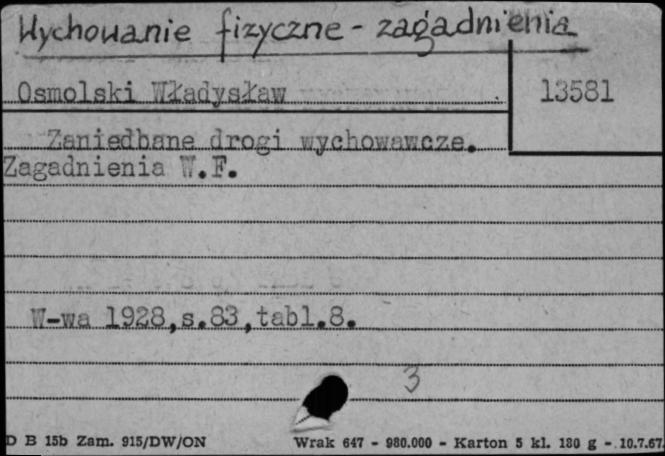 Wychowanie fizyczne - zagadnienia
Osmolski Władysław
13581
Zaniedbane drogi wychowawcze.
Zagadnienia W.F.
W-wa 1928,s.83,tabl.8.
3
D B 15b Zam. 915/DW/ON Wrak 647 - 980.000 - Karton 5 kl. 180 g - 10.7.67.